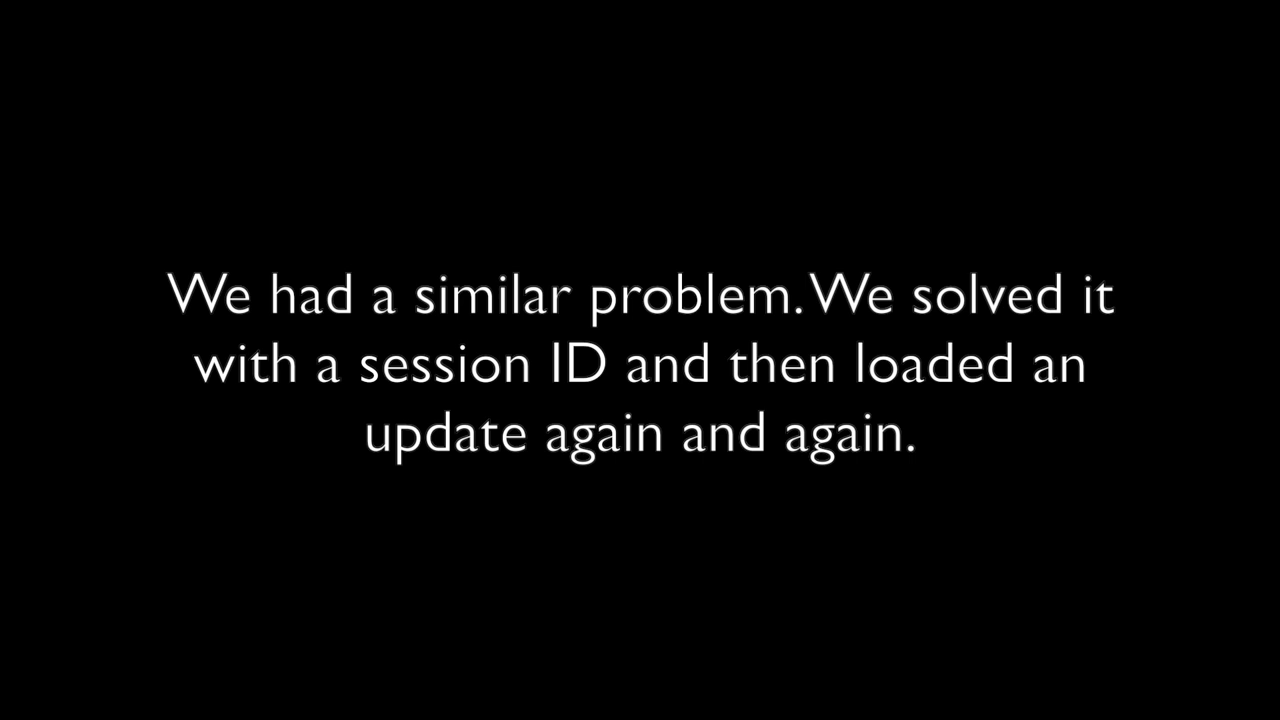 We had a similar problem. We solved it
with a session ID and then loaded an
update again and again.